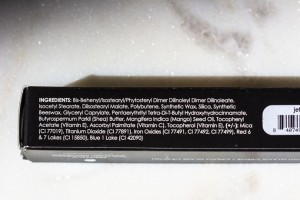 INGREDIENTS: Bis-Behenyl/Isostearyl/Phytosteryl Dimer Dilinoleyl Dimer Dilinoleate,
Isocetyl Stearate, Diisostearyl Malate, Polybutene, Synthetic Wax, Silica, Synthetic
Beeswax, Glyceryl Caprylate, Pentaerythrityl Tetra-Di-T-Butyl Hydroxyhydrocinnamate,
Butyrospermum Parkii (Shea) Butter, Mangifera Indica (Mango) Seed Oil, Tocopheryl
Acetate (Vitamin E), Ascorbyl Palmitate (Vitamin C), Tocopherol (Vitamin E), (+/-): Mica
(CI 77019), Titanium Dioxide (CI 77891), Iron Oxides (CI 77491, CI 77492, CI 77499), Red 6
& 7 Lakes (CI 15850), Blue 1 Lake (CI 42090)